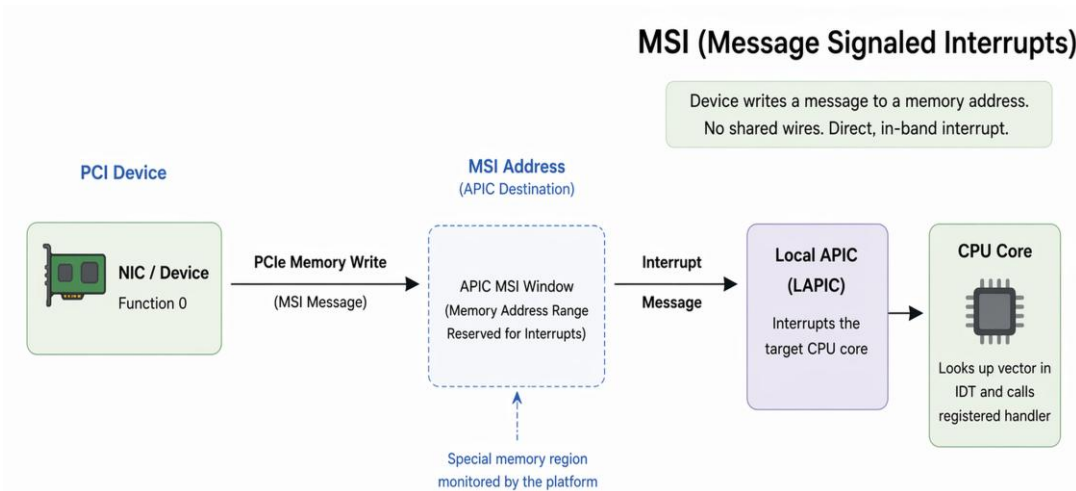 MSI (Message Signaled Interrupts)
Device writes a message to a memory address.
No shared wires. Direct, in-band interrupt.
PCI Device
MSI Address
(APIC Destination)
NIC / Device
Function 0
PCIe Memory Write
(MSI Message)
APIC MSI Window
(Memory Address Range
Reserved for Interrupts)
Interrupt
Message
Local APIC
(LAPIC)
Interrupts the
target CPU core
CPU Core
Looks up vector in
IDT and calls
registered handler
Special memory region
monitored by the platform